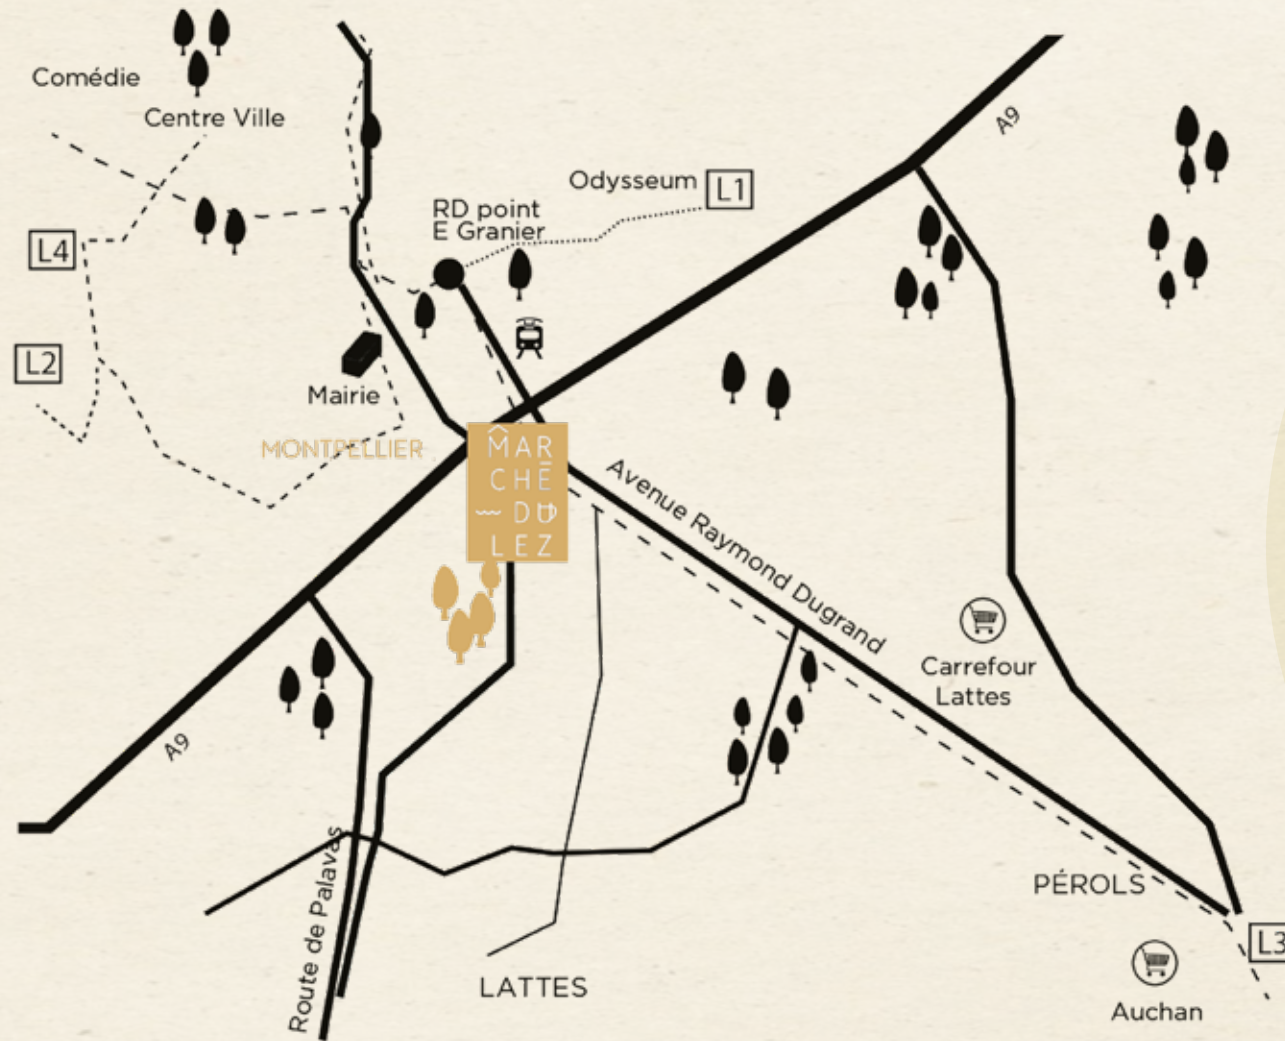 Comédie
Centre Ville
A9
Odysseum
L1
RD point
E Granier
L4
L2
Mairie
MONTPELLIER
MAR
CHÉ
DU
LEZ
Avenue Raymond Dugrand
Carrefour
Lattes
A9
Route de Palavas
PÉROLS
L3
LATTES
Auchan